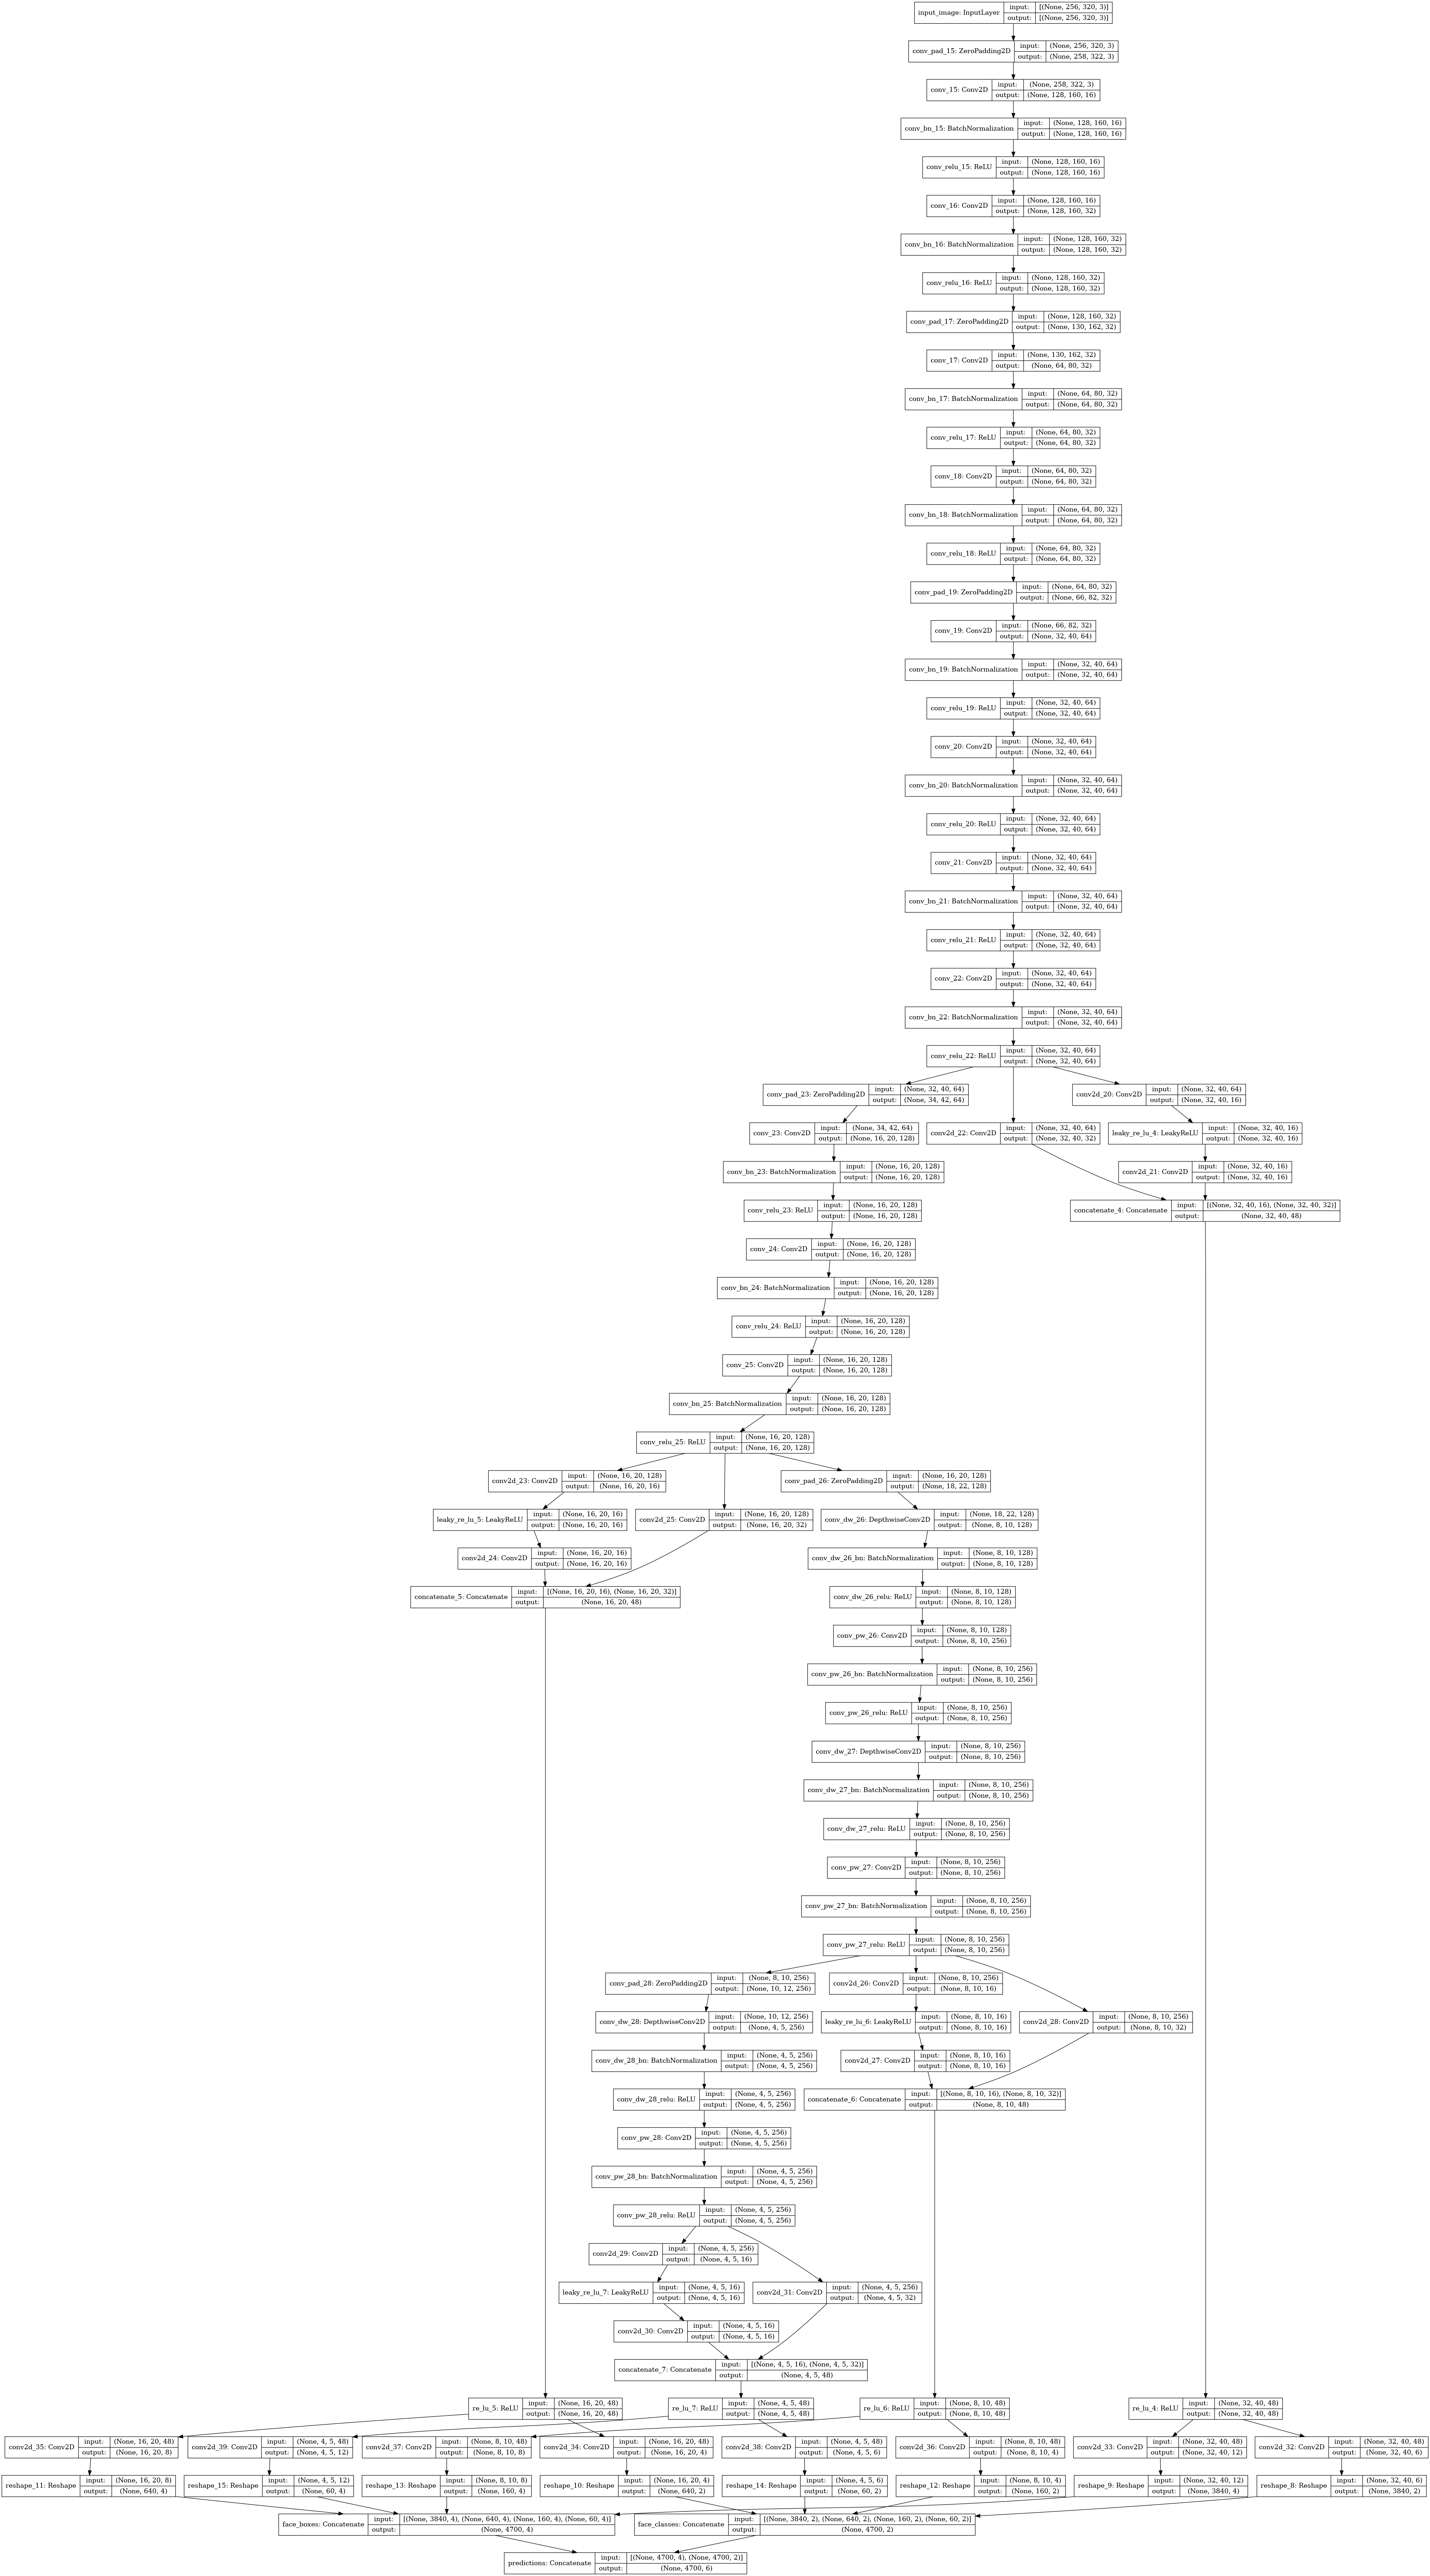 input_image: InputLayer
input: [(None, 256, 320, 3)]
output: [(None, 256, 320, 3)]
conv_pad_15: ZeroPadding2D
input: (None, 256, 320, 3)
output: (None, 258, 322, 3)
conv_15: Conv2D
input: (None, 258, 322, 3)
output: (None, 128, 160, 16)
conv_bn_15: BatchNormalization
input: (None, 128, 160, 16)
output: (None, 128, 160, 16)
conv_relu_15: ReLU
input: (None, 128, 160, 16)
output: (None, 128, 160, 16)
conv_16: Conv2D
input: (None, 128, 160, 16)
output: (None, 128, 160, 32)
conv_bn_16: BatchNormalization
input: (None, 128, 160, 32)
output: (None, 128, 160, 32)
conv_relu_16: ReLU
input: (None, 128, 160, 32)
output: (None, 128, 160, 32)
conv_pad_17: ZeroPadding2D
input: (None, 128, 160, 32)
output: (None, 130, 162, 32)
conv_17: Conv2D
input: (None, 130, 162, 32)
output: (None, 64, 80, 32)
conv_bn_17: BatchNormalization
input: (None, 64, 80, 32)
output: (None, 64, 80, 32)
conv_relu_17: ReLU
input: (None, 64, 80, 32)
output: (None, 64, 80, 32)
conv_18: Conv2D
input: (None, 64, 80, 32)
output: (None, 64, 80, 32)
conv_bn_18: BatchNormalization
input: (None, 64, 80, 32)
output: (None, 64, 80, 32)
conv_relu_18: ReLU
input: (None, 64, 80, 32)
output: (None, 64, 80, 32)
conv_pad_19: ZeroPadding2D
input: (None, 64, 80, 32)
output: (None, 66, 82, 32)
conv_19: Conv2D
input: (None, 66, 82, 32)
output: (None, 32, 40, 64)
conv_bn_19: BatchNormalization
input: (None, 32, 40, 64)
output: (None, 32, 40, 64)
conv_relu_19: ReLU
input: (None, 32, 40, 64)
output: (None, 32, 40, 64)
conv_20: Conv2D
input: (None, 32, 40, 64)
output: (None, 32, 40, 64)
conv_bn_20: BatchNormalization
input: (None, 32, 40, 64)
output: (None, 32, 40, 64)
conv_relu_20: ReLU
input: (None, 32, 40, 64)
output: (None, 32, 40, 64)
conv_21: Conv2D
input: (None, 32, 40, 64)
output: (None, 32, 40, 64)
conv_bn_21: BatchNormalization
input: (None, 32, 40, 64)
output: (None, 32, 40, 64)
conv_relu_21: ReLU
input: (None, 32, 40, 64)
output: (None, 32, 40, 64)
conv_22: Conv2D
input: (None, 32, 40, 64)
output: (None, 32, 40, 64)
conv_bn_22: BatchNormalization
input: (None, 32, 40, 64)
output: (None, 32, 40, 64)
conv_relu_22: ReLU
input: (None, 32, 40, 64)
output: (None, 32, 40, 64)
conv_pad_23: ZeroPadding2D
input: (None, 32, 40, 64)
output: (None, 34, 42, 64)
conv2d_20: Conv2D
input: (None, 32, 40, 64)
output: (None, 32, 40, 16)
conv_23: Conv2D
input: (None, 34, 42, 64)
output: (None, 16, 20, 128)
conv2d_22: Conv2D
input: (None, 32, 40, 64)
output: (None, 32, 40, 32)
leaky_re_lu_4: LeakyReLU
input: (None, 32, 40, 16)
output: (None, 32, 40, 16)
conv_bn_23: BatchNormalization
input: (None, 16, 20, 128)
output: (None, 16, 20, 128)
conv2d_21: Conv2D
input: (None, 32, 40, 16)
output: (None, 32, 40, 16)
conv_relu_23: ReLU
input: (None, 16, 20, 128)
output: (None, 16, 20, 128)
concatenate_4: Concatenate
input: [(None, 32, 40, 16), (None, 32, 40, 32)]
output: (None, 32, 40, 48)
conv_24: Conv2D
input: (None, 16, 20, 128)
output: (None, 16, 20, 128)
conv_bn_24: BatchNormalization
input: (None, 16, 20, 128)
output: (None, 16, 20, 128)
conv_relu_24: ReLU
input: (None, 16, 20, 128)
output: (None, 16, 20, 128)
conv_25: Conv2D
input: (None, 16, 20, 128)
output: (None, 16, 20, 128)
conv_bn_25: BatchNormalization
input: (None, 16, 20, 128)
output: (None, 16, 20, 128)
conv_relu_25: ReLU
input: (None, 16, 20, 128)
output: (None, 16, 20, 128)
conv2d_23: Conv2D
input: (None, 16, 20, 128)
output: (None, 16, 20, 16)
conv_pad_26: ZeroPadding2D
input: (None, 16, 20, 128)
output: (None, 18, 22, 128)
leaky_re_lu_5: LeakyReLU
input: (None, 16, 20, 16)
output: (None, 16, 20, 16)
conv2d_25: Conv2D
input: (None, 16, 20, 128)
output: (None, 16, 20, 32)
conv_dw_26: DepthwiseConv2D
input: (None, 18, 22, 128)
output: (None, 8, 10, 128)
conv2d_24: Conv2D
input: (None, 16, 20, 16)
output: (None, 16, 20, 16)
conv_dw_26_bn: BatchNormalization
input: (None, 8, 10, 128)
output: (None, 8, 10, 128)
concatenate_5: Concatenate
input: [(None, 16, 20, 16), (None, 16, 20, 32)]
output: (None, 16, 20, 48)
conv_dw_26_relu: ReLU
input: (None, 8, 10, 128)
output: (None, 8, 10, 128)
conv_pw_26: Conv2D
input: (None, 8, 10, 128)
output: (None, 8, 10, 256)
conv_pw_26_bn: BatchNormalization
input: (None, 8, 10, 256)
output: (None, 8, 10, 256)
conv_pw_26_relu: ReLU
input: (None, 8, 10, 256)
output: (None, 8, 10, 256)
conv_dw_27: DepthwiseConv2D
input: (None, 8, 10, 256)
output: (None, 8, 10, 256)
conv_dw_27_bn: BatchNormalization
input: (None, 8, 10, 256)
output: (None, 8, 10, 256)
conv_dw_27_relu: ReLU
input: (None, 8, 10, 256)
output: (None, 8, 10, 256)
conv_pw_27: Conv2D
input: (None, 8, 10, 256)
output: (None, 8, 10, 256)
conv_pw_27_bn: BatchNormalization
input: (None, 8, 10, 256)
output: (None, 8, 10, 256)
conv_pw_27_relu: ReLU
input: (None, 8, 10, 256)
output: (None, 8, 10, 256)
conv_pad_28: ZeroPadding2D
input: (None, 8, 10, 256)
output: (None, 10, 12, 256)
conv2d_26: Conv2D
input: (None, 8, 10, 256)
output: (None, 8, 10, 16)
conv_dw_28: DepthwiseConv2D
input: (None, 10, 12, 256)
output: (None, 4, 5, 256)
leaky_re_lu_6: LeakyReLU
input: (None, 8, 10, 16)
output: (None, 8, 10, 16)
conv2d_28: Conv2D
input: (None, 8, 10, 256)
output: (None, 8, 10, 32)
conv_dw_28_bn: BatchNormalization
input: (None, 4, 5, 256)
output: (None, 4, 5, 256)
conv2d_27: Conv2D
input: (None, 8, 10, 16)
output: (None, 8, 10, 16)
conv_dw_28_relu: ReLU
input: (None, 4, 5, 256)
output: (None, 4, 5, 256)
concatenate_6: Concatenate
input: [(None, 8, 10, 16), (None, 8, 10, 32)]
output: (None, 8, 10, 48)
conv_pw_28: Conv2D
input: (None, 4, 5, 256)
output: (None, 4, 5, 256)
conv_pw_28_bn: BatchNormalization
input: (None, 4, 5, 256)
output: (None, 4, 5, 256)
conv_pw_28_relu: ReLU
input: (None, 4, 5, 256)
output: (None, 4, 5, 256)
conv2d_29: Conv2D
input: (None, 4, 5, 256)
output: (None, 4, 5, 16)
leaky_re_lu_7: LeakyReLU
input: (None, 4, 5, 16)
output: (None, 4, 5, 16)
conv2d_31: Conv2D
input: (None, 4, 5, 256)
output: (None, 4, 5, 32)
conv2d_30: Conv2D
input: (None, 4, 5, 16)
output: (None, 4, 5, 16)
concatenate_7: Concatenate
input: [(None, 4, 5, 16), (None, 4, 5, 32)]
output: (None, 4, 5, 48)
re_lu_5: ReLU
input: (None, 16, 20, 48)
output: (None, 16, 20, 48)
re_lu_7: ReLU
input: (None, 4, 5, 48)
output: (None, 4, 5, 48)
re_lu_6: ReLU
input: (None, 8, 10, 48)
output: (None, 8, 10, 48)
re_lu_4: ReLU
input: (None, 32, 40, 48)
output: (None, 32, 40, 48)
conv2d_35: Conv2D
input: (None, 16, 20, 48)
output: (None, 16, 20, 8)
conv2d_39: Conv2D
input: (None, 4, 5, 48)
output: (None, 4, 5, 12)
conv2d_37: Conv2D
input: (None, 8, 10, 48)
output: (None, 8, 10, 8)
conv2d_34: Conv2D
input: (None, 16, 20, 48)
output: (None, 16, 20, 4)
conv2d_38: Conv2D
input: (None, 4, 5, 48)
output: (None, 4, 5, 6)
conv2d_36: Conv2D
input: (None, 8, 10, 48)
output: (None, 8, 10, 4)
conv2d_33: Conv2D
input: (None, 32, 40, 48)
output: (None, 32, 40, 12)
conv2d_32: Conv2D
input: (None, 32, 40, 48)
output: (None, 32, 40, 6)
reshape_11: Reshape
input: (None, 16, 20, 8)
output: (None, 640, 4)
reshape_15: Reshape
input: (None, 4, 5, 12)
output: (None, 60, 4)
reshape_13: Reshape
input: (None, 8, 10, 8)
output: (None, 160, 4)
reshape_10: Reshape
input: (None, 16, 20, 4)
output: (None, 640, 2)
reshape_14: Reshape
input: (None, 4, 5, 6)
output: (None, 60, 2)
reshape_12: Reshape
input: (None, 8, 10, 4)
output: (None, 160, 2)
reshape_9: Reshape
input: (None, 32, 40, 12)
output: (None, 3840, 4)
reshape_8: Reshape
input: (None, 32, 40, 6)
output: (None, 3840, 2)
face_boxes: Concatenate
input: [(None, 3840, 4), (None, 640, 4), (None, 160, 4), (None, 60, 4)]
output: (None, 4700, 4)
face_classes: Concatenate
input: [(None, 3840, 2), (None, 640, 2), (None, 160, 2), (None, 60, 2)]
output: (None, 4700, 2)
predictions: Concatenate
input: [(None, 4700, 4), (None, 4700, 2)]
output: (None, 4700, 6)